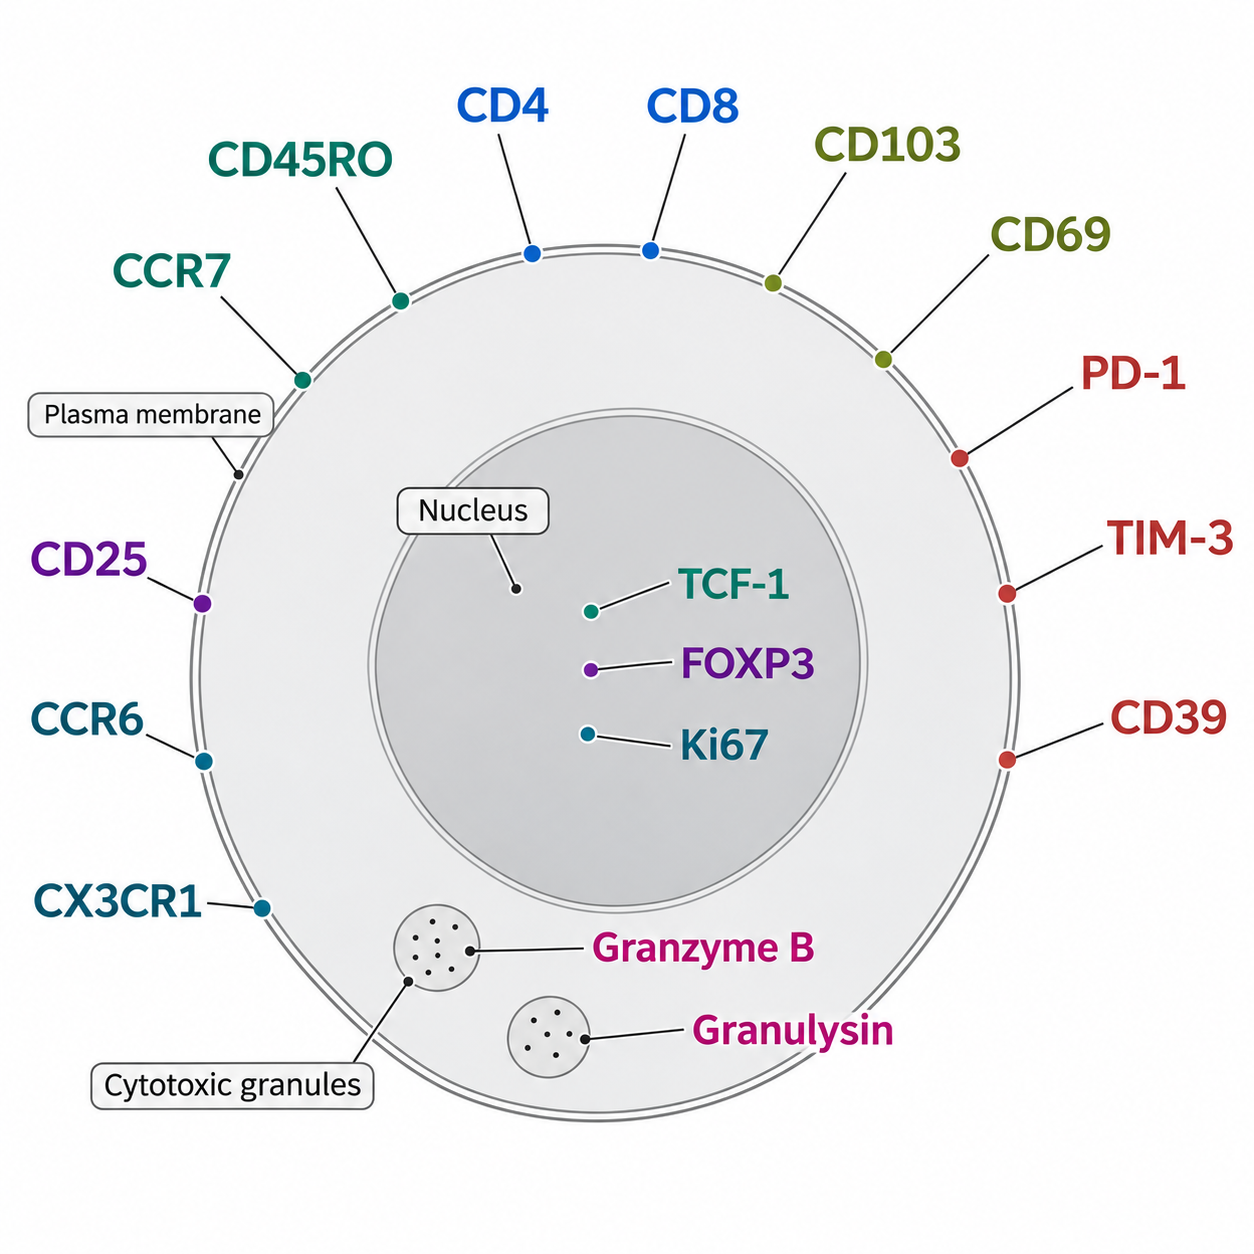 CD4
CD8
CD103
CD45RO
CD69
CCR7
PD-1
Plasma membrane
Nucleus
TIM-3
CD25
TCF-1
FOXP3
CCR6
CD39
Ki67
CX3CR1
Granzyme B
Granulysin
Cytotoxic granules